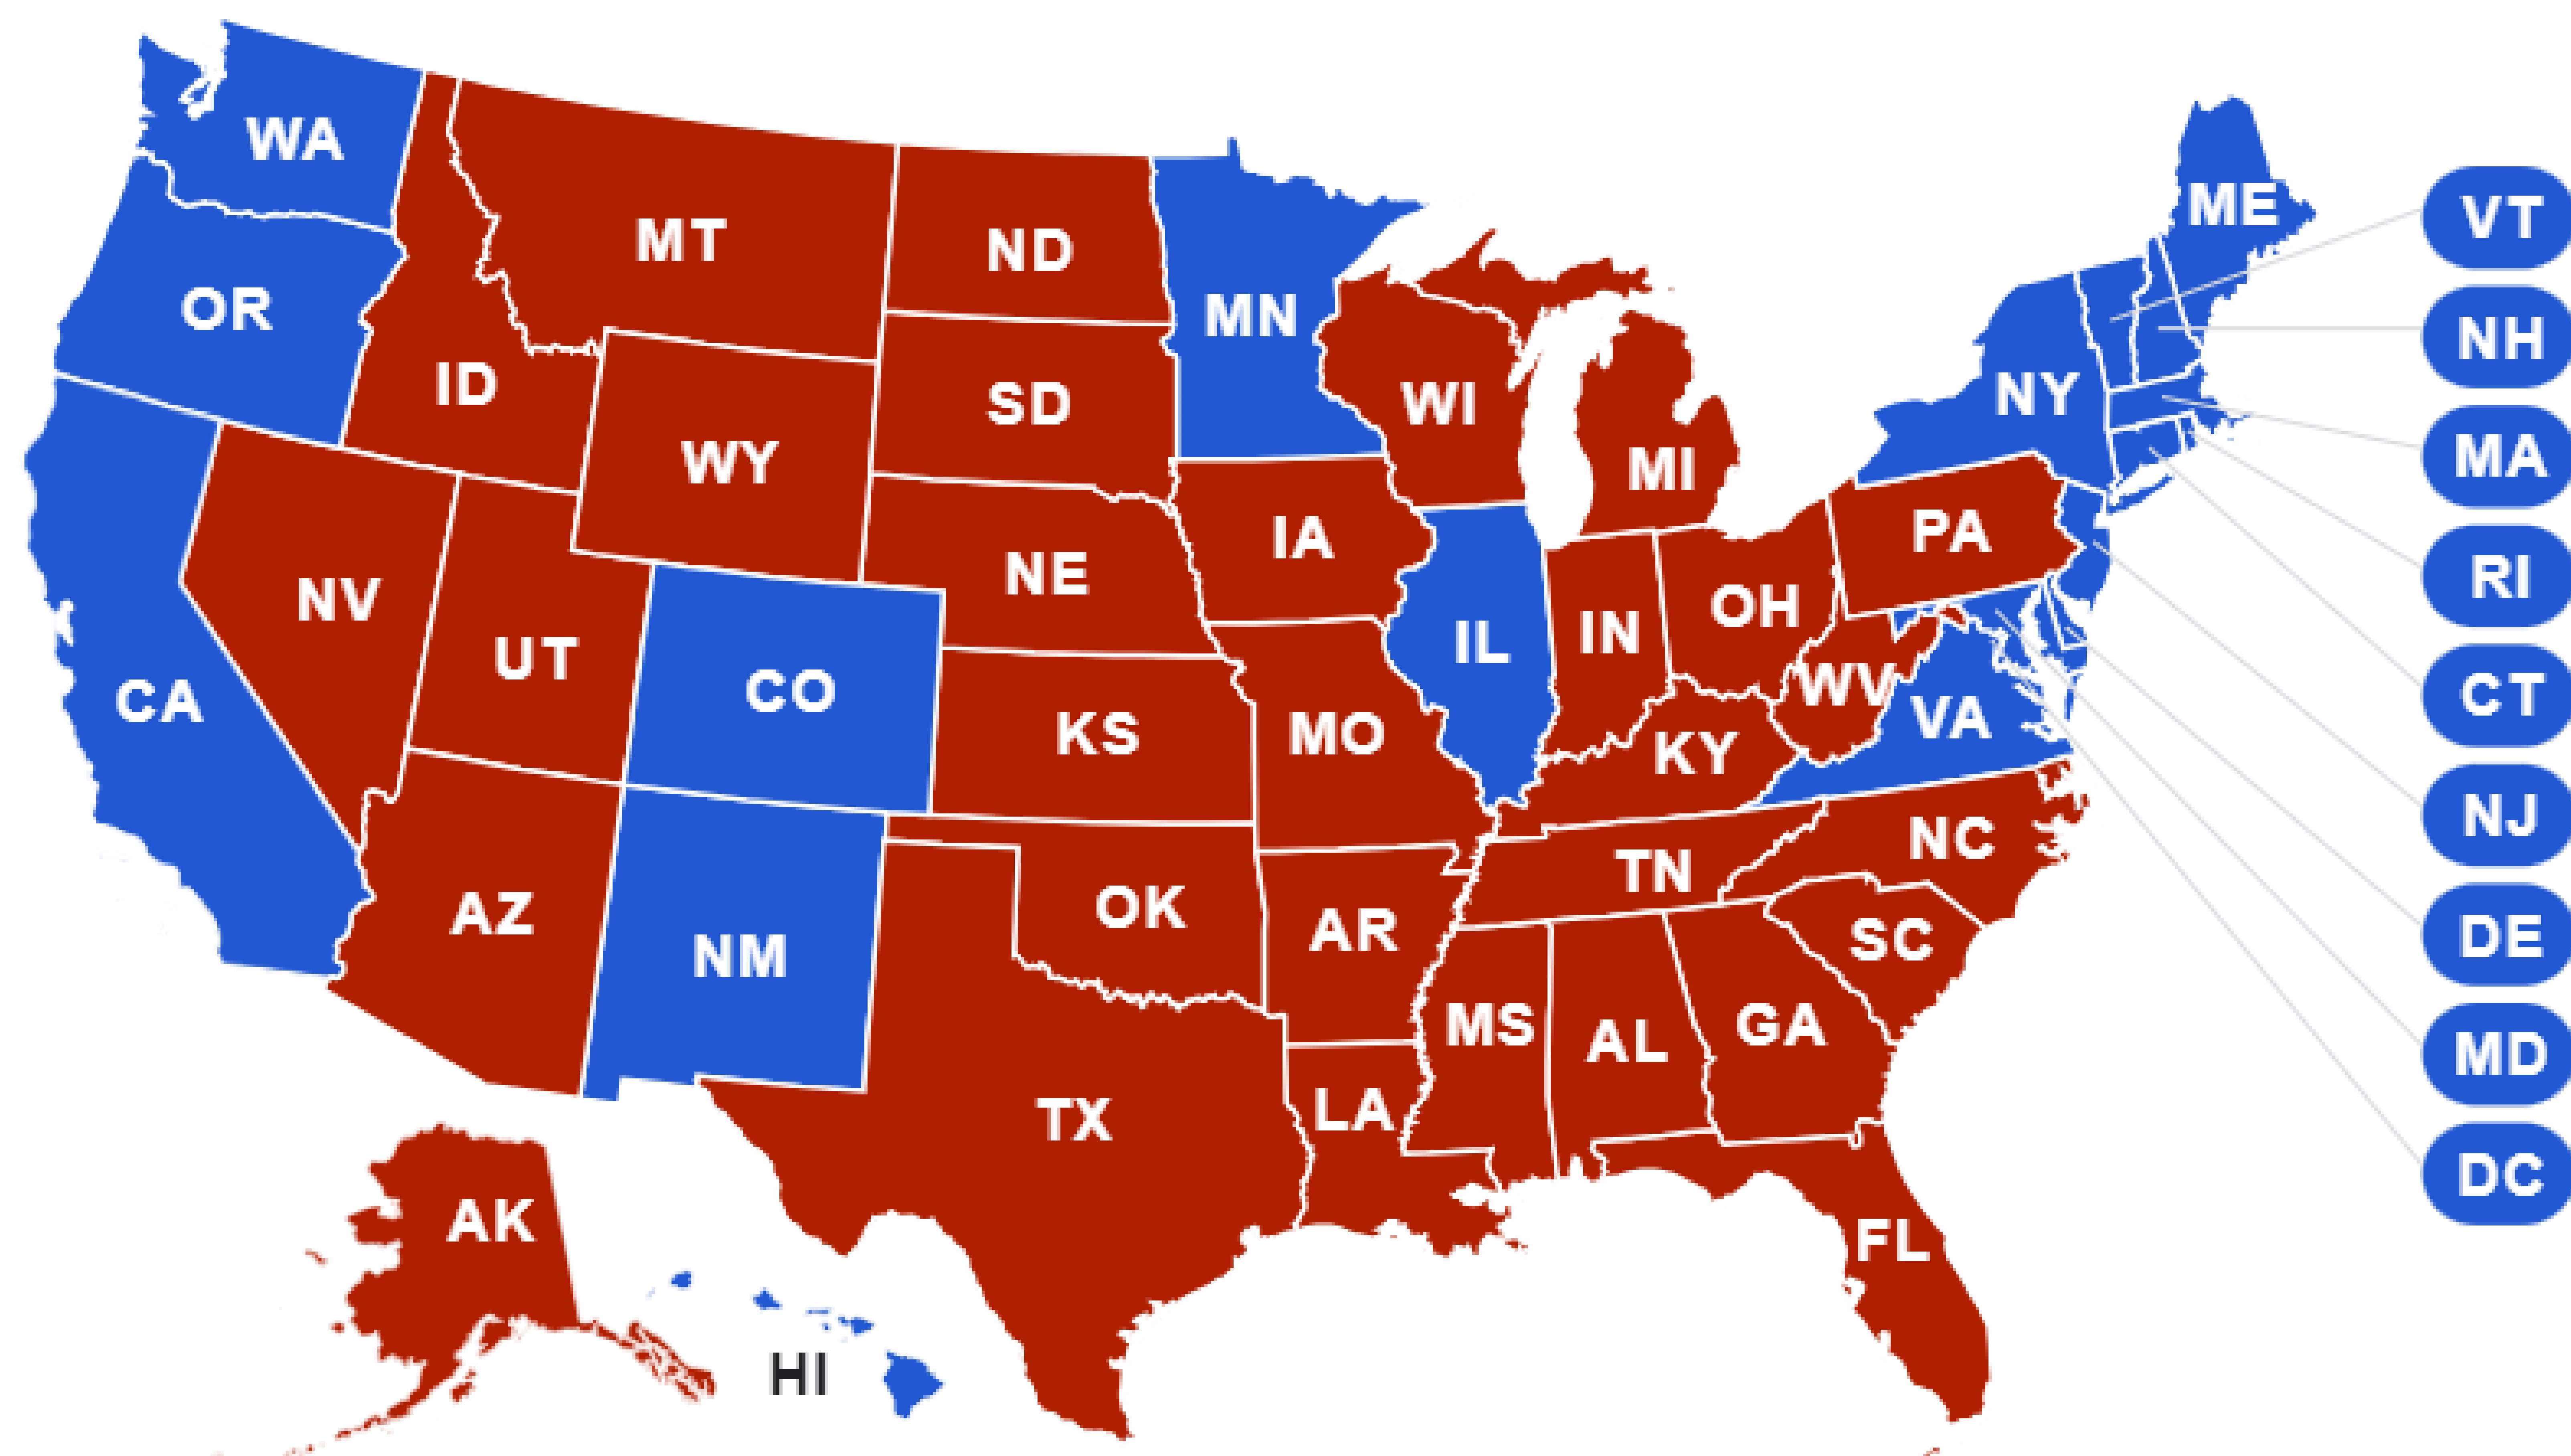 WA
ME
VT
MT
ND
OR
MN
NH
ID
SD
WI
NY
MA
WY
MI
PA
IA
RI
NE
NV
OH
UT
IL
IN
CO
WV
CT
CA
KS
MO
KY
VA
NJ
NC
TN
AZ
OK
AR
SC
DE
NM
MS
AL
GA
MD
TX
LA
DC
AK
FL
HI